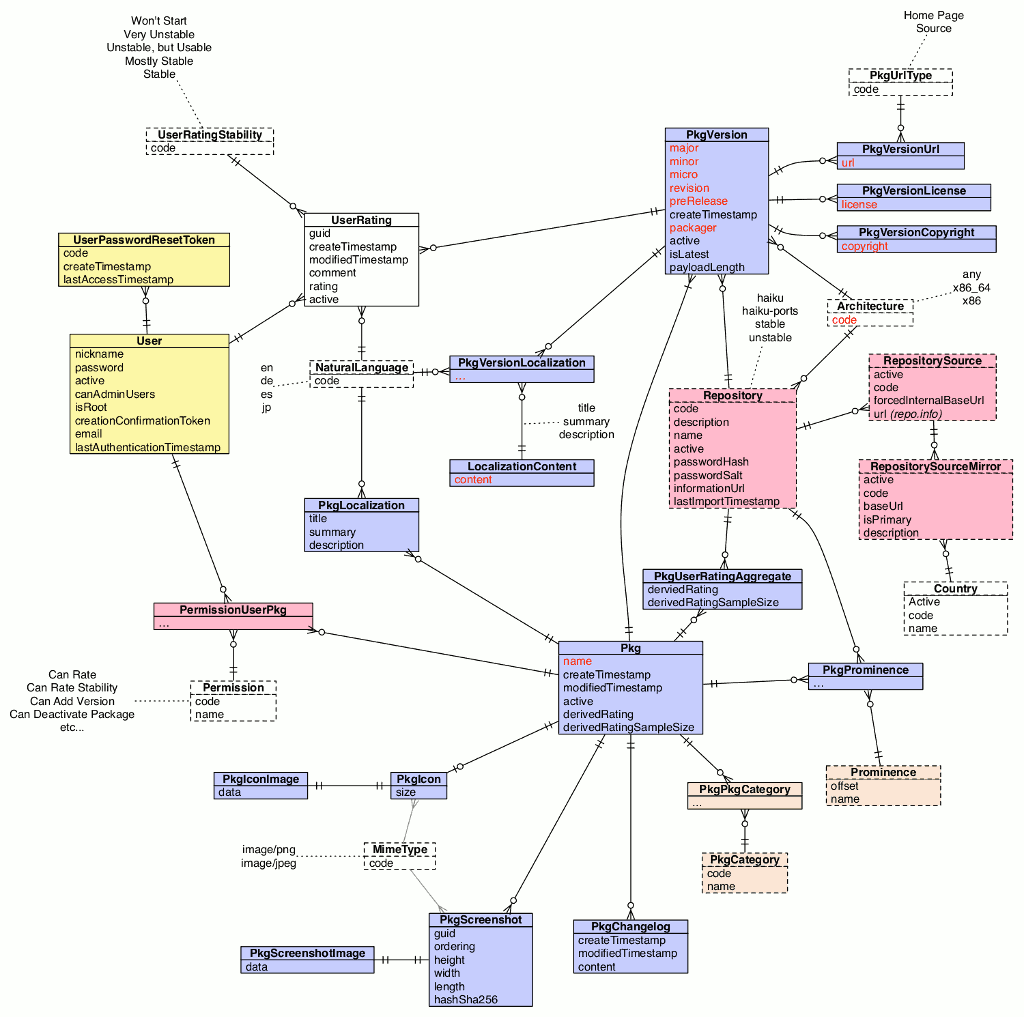 Won't Start
Very Unstable
Unstable, but Usable
Mostly Stable
Stable
Home Page
Source
PkgUrlType
code
UserRatingStability
code
PkgVersion
major
minor
micro
revision
preRelease
createTimestamp
packager
active
isLatest
payloadLength
PkgVersionUrl
url
PkgVersionLicense
license
PkgVersionCopyright
copyright
UserRating
guid
createTimestamp
modifiedTimestamp
comment
rating
active
UserPasswordResetToken
code
createTimestamp
lastAccessTimestamp
any
x86_64
x86
Architecture
code
haiku
haiku-ports
stable
unstable
User
nickname
password
active
canAdminUsers
isRoot
creationConfirmationToken
email
lastAuthenticationTimestamp
en
de
es
jp
NaturalLanguage
code
PkgVersionLocalization
...
title
summary
description
LocalizationContent
content
Repository
code
description
name
active
passwordHash
passwordSalt
informationUrl
lastImportTimestamp
RepositorySource
active
code
forcedInternalBaseUrl
url (repo.info)
RepositorySourceMirror
active
code
baseUrl
isPrimary
description
PkgLocalization
title
summary
description
Country
Active
code
name
PkgUserRatingAggregate
derviedRating
derivedRatingSampleSize
PermissionUserPkg
...
Pkg
name
createTimestamp
modifiedTimestamp
active
derivedRating
derivedRatingSampleSize
PkgProminence
...
Can Rate
Can Rate Stability
Can Add Version
Can Deactivate Package
etc...
Permission
code
name
PkgIconImage
data
PkgIcon
size
PkgPkgCategory
...
Prominence
offset
name
image/png
image/jpeg
MimeType
code
PkgCategory
code
name
PkgScreenshot
guid
ordering
height
width
length
hashSha256
PkgScreenshotImage
data
PkgChangelog
createTimestamp
modifiedTimestamp
content